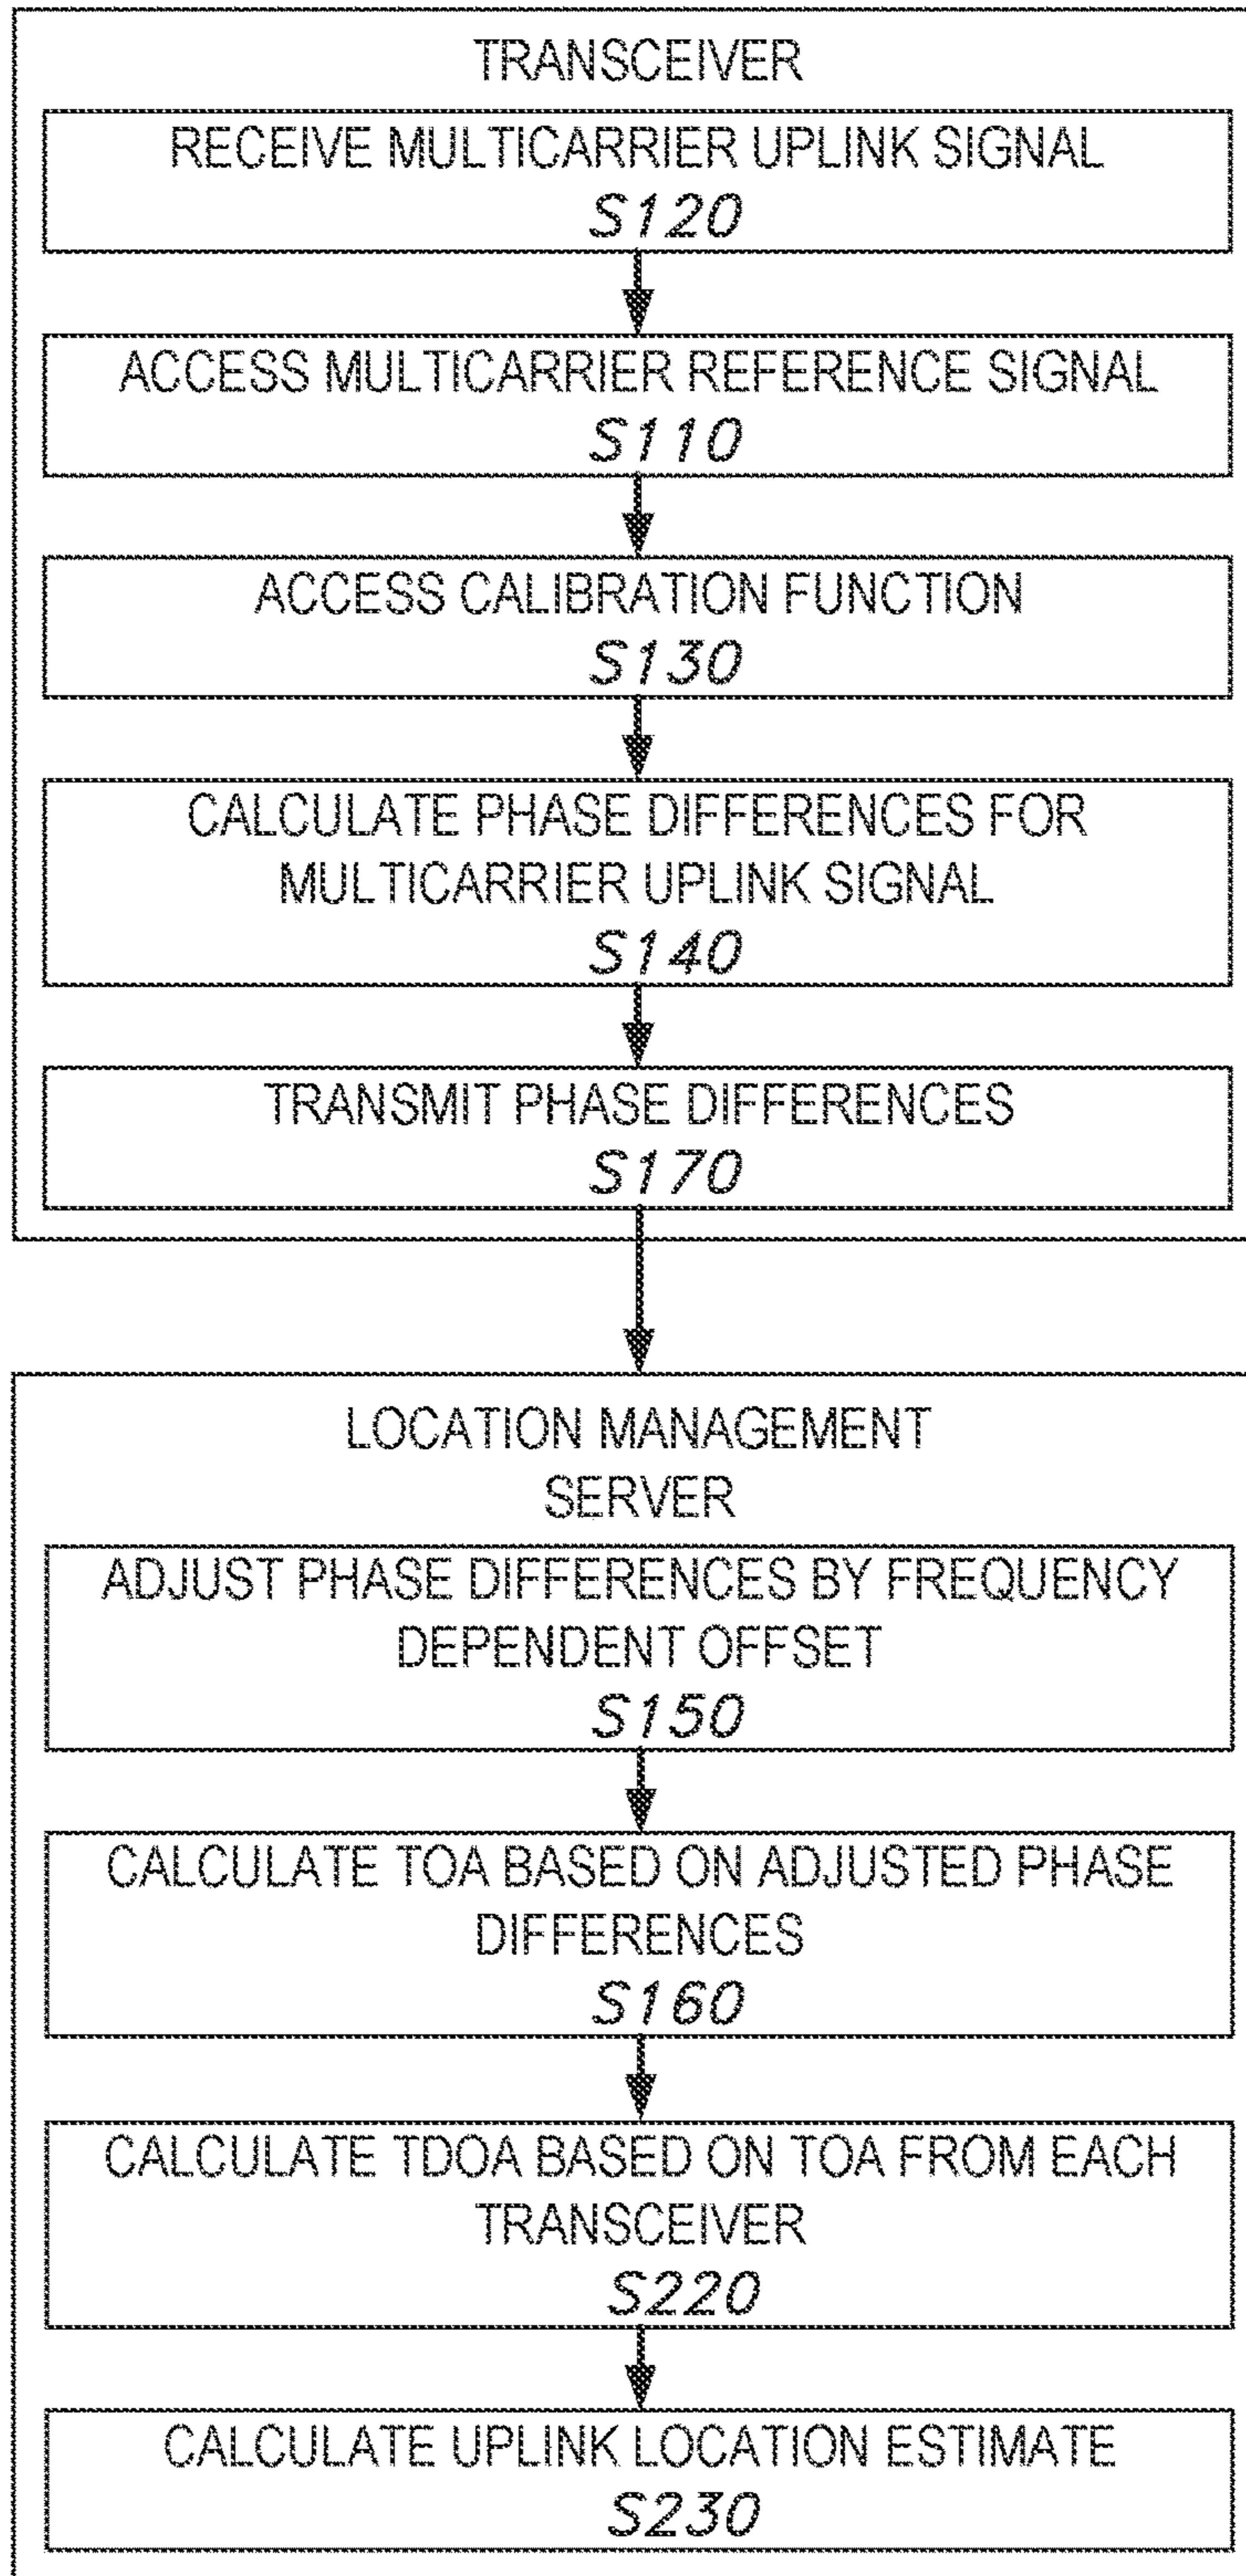 TRANSCEIVER
RECEIVE MULTICARRIER UPLINK SIGNAL
S120
ACCESS MULTICARRIER REFERENCE SIGNAL
S110
ACCESS CALIBRATION FUNCTION
S130
CALCULATE PHASE DIFFERENCES FOR
MULTICARRIER UPLINK SIGNAL
S140
TRANSMIT PHASE DIFFERENCES
S170
LOCATION MANAGEMENT
SERVER
ADJUST PHASE DIFFERENCES BY FREQUENCY
DEPENDENT OFFSET
S150
CALCULATE TOA BASED ON ADJUSTED PHASE
DIFFERENCES
S160
CALCULATE TDOA BASED ON TOA FROM EACH
TRANSCEIVER
S220
CALCULATE UPLINK LOCATION ESTIMATE
S230